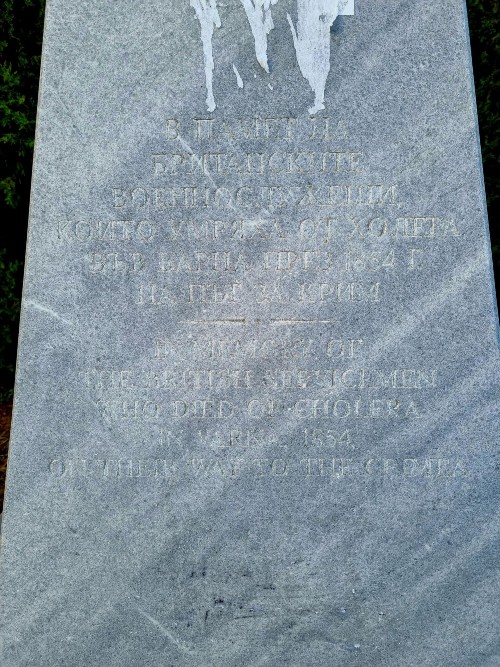 В ПАМЕТ НА
БРИТАНСКИТЕ
ВОЕННОСЛУЖЕЩИ,
КОИТО УМРЯХА ОТ ХОЛЕРА
ВЪВ ВАРНА ПРЕЗ 1854 Г
НА ПЪТ ЗА КРИМ
IN MEMORY OF
THE BRITISH SERVICEMEN
WHO DIED OF CHOLERA
IN VARNA, 1854,
ON THEIR WAY TO THE CRIMEA